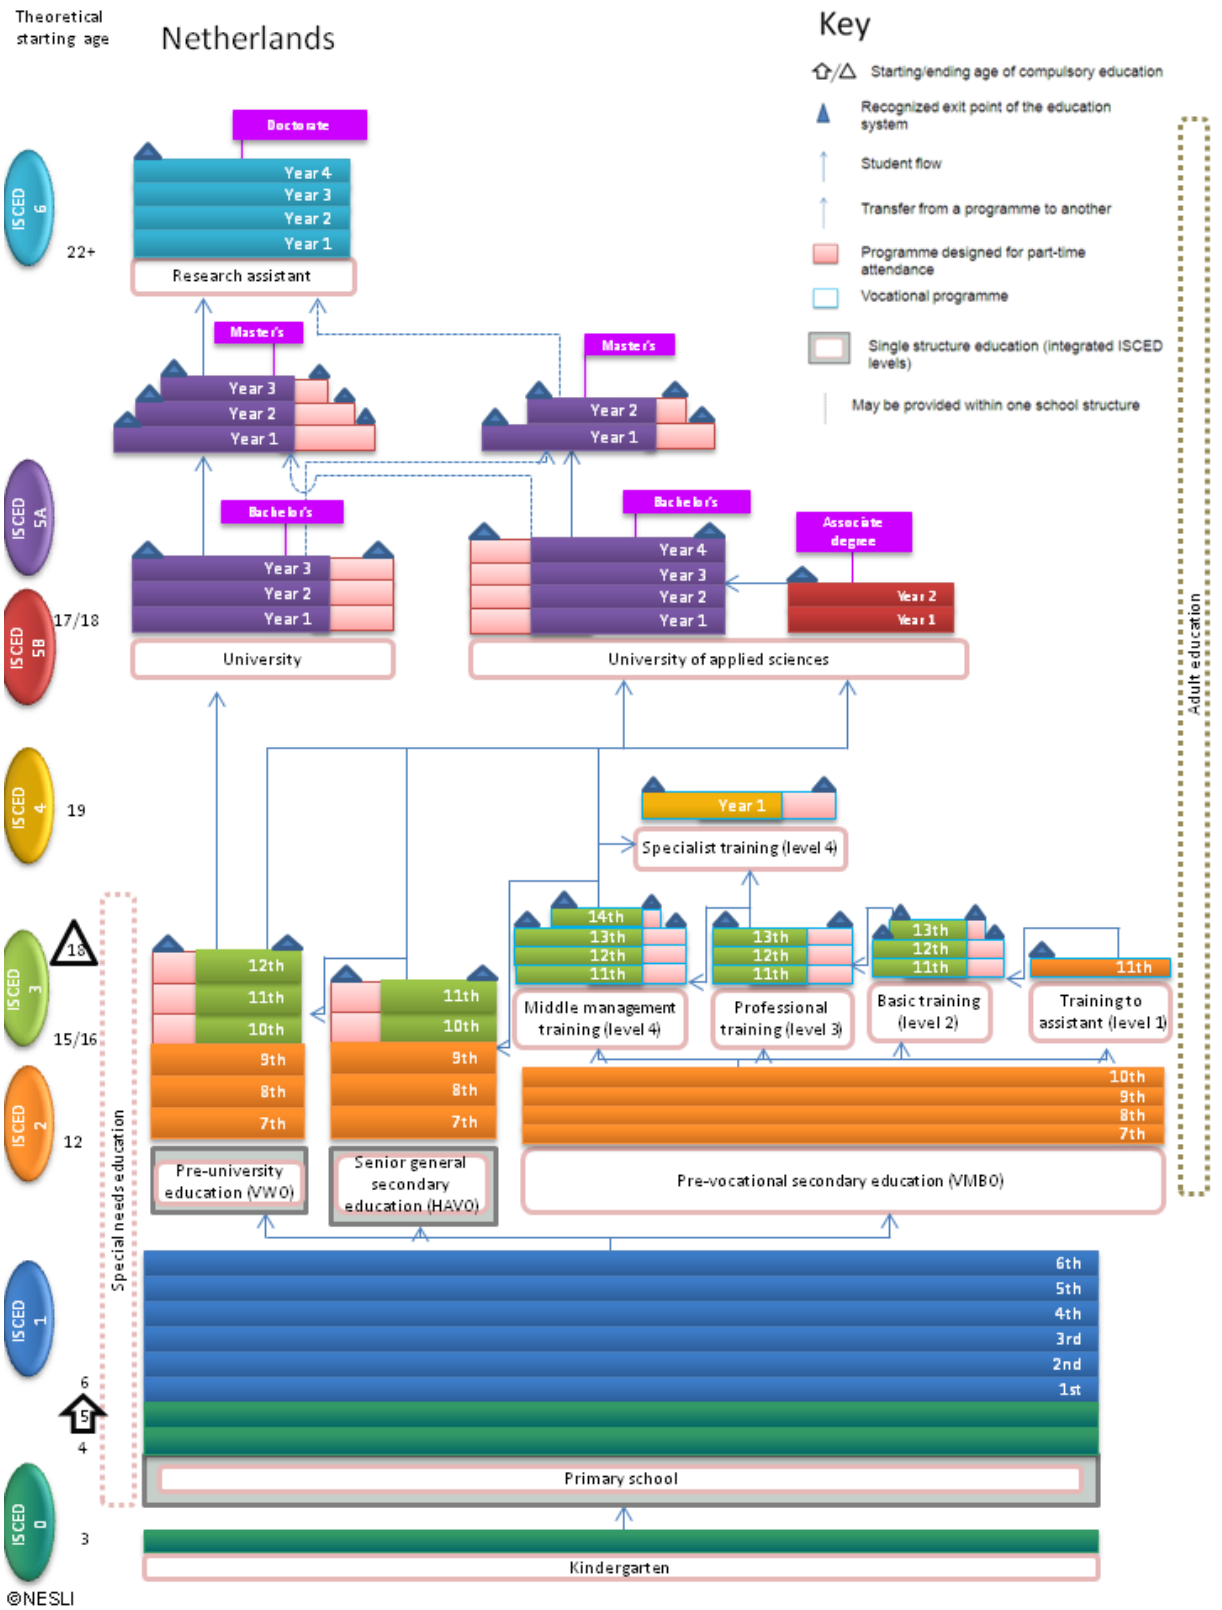 Theoretical
starting age
Netherlands
Key
Starting/ending age of compulsory education
Recognized exit point of the education
system
Student flow
Transfer from a programme to another
Programme designed for part-time
attendance
Vocational programme
Single structure education (integrated ISCED
levels)
May be provided within one school structure
Adult education
ISCED
6
22+
Doctorate
Year 4
Year 3
Year 2
Year 1
Research assistant
Master's
Year 3
Year 2
Year 1
Master's
Year 2
Year 1
ISCED
5A
ISCED
5B
17/18
Bachelor's
Year 3
Year 2
Year 1
University
Bachelor's
Year 4
Year 3
Year 2
Year 1
Associate
degree
Year 2
Year 1
University of applied sciences
ISCED
4
19
Year 1
Specialist training (level 4)
ISCED
3
18
15/16
12th
11th
10th
9th
8th
7th
Pre-university
education (VWO)
11th
10th
9th
8th
7th
Senior general
secondary
education (HAVO)
14th
13th
12th
11th
Middle management
training (level 4)
13th
12th
11th
Professional
training (level 3)
13th
12th
11th
Basic training
(level 2)
11th
Training to
assistant (level 1)
ISCED
2
12
10th
9th
8th
7th
Pre-vocational secondary education (VMBO)
Special needs education
ISCED
1
6
5
4
6th
5th
4th
3rd
2nd
1st
Primary school
ISCED
0
3
Kindergarten
©NESLI